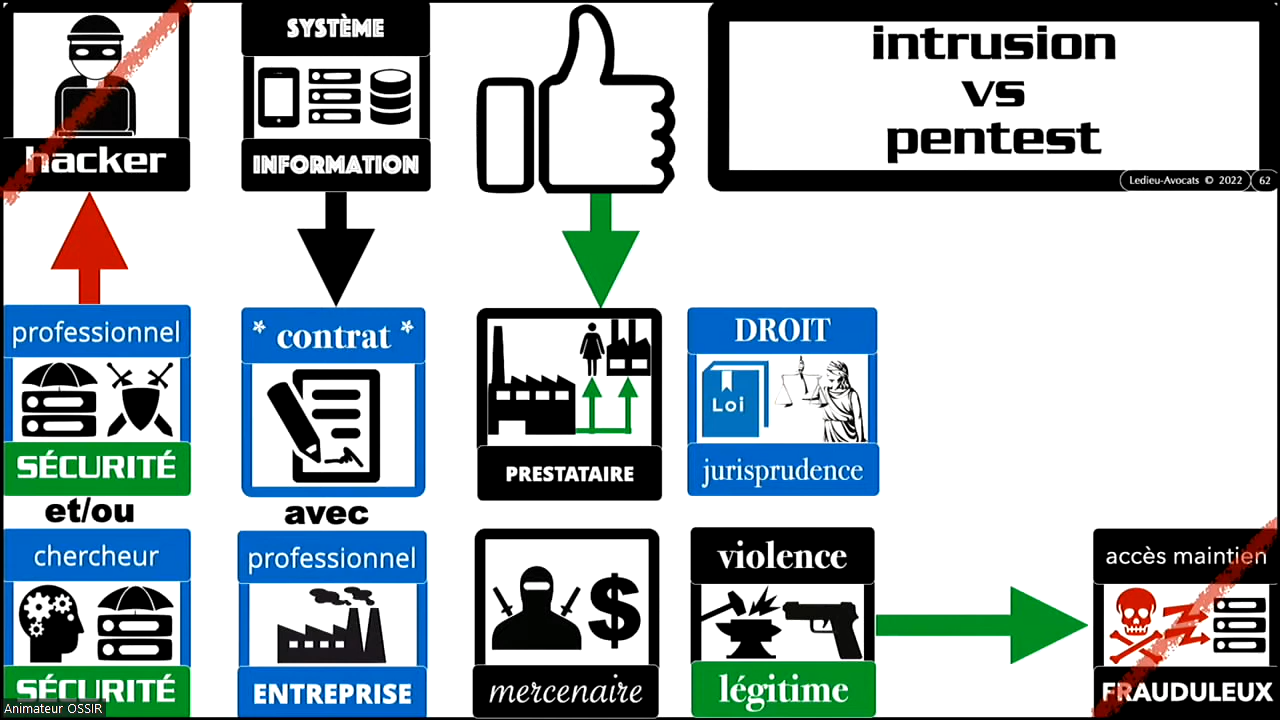 hacker
SYSTÈME
INFORMATION
intrusion
vs
pentest
Ledieu-Avocats © 2022 62
professionnel
SÉCURITÉ
et/ou
chercheur
SÉCURITÉ
* contrat *
avec
professionnel
ENTREPRISE
PRESTATAIRE
$
mercenaire
DROIT
Loi
jurisprudence
violence
légitime
accès maintien
FRAUDULEUX
Animateur OSSIR